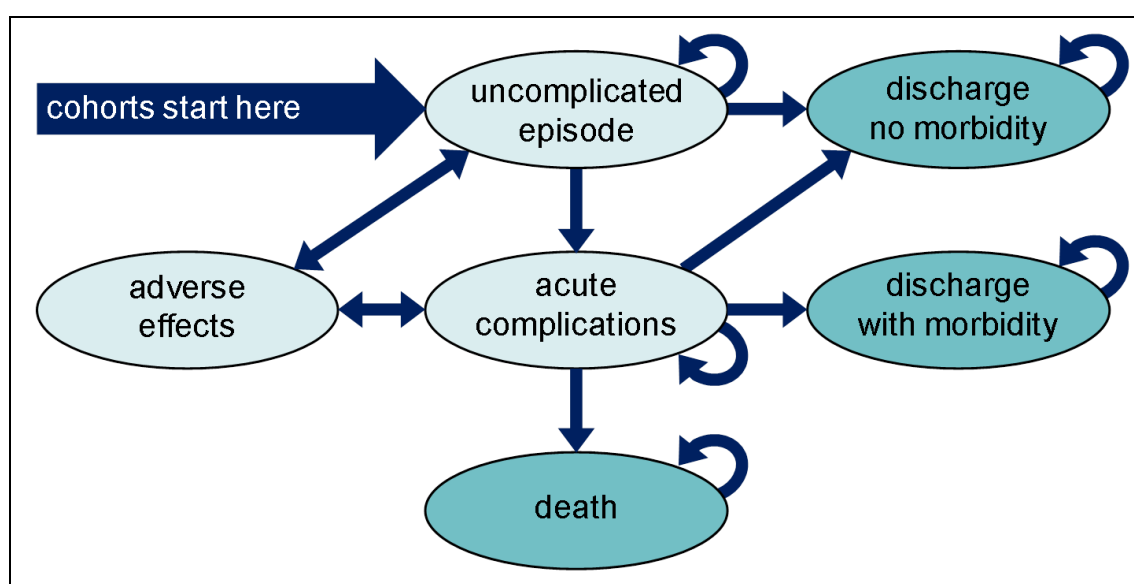 cohorts start here
uncomplicated
episode
discharge
no morbidity
adverse
effects
acute
complications
discharge
with morbidity
death